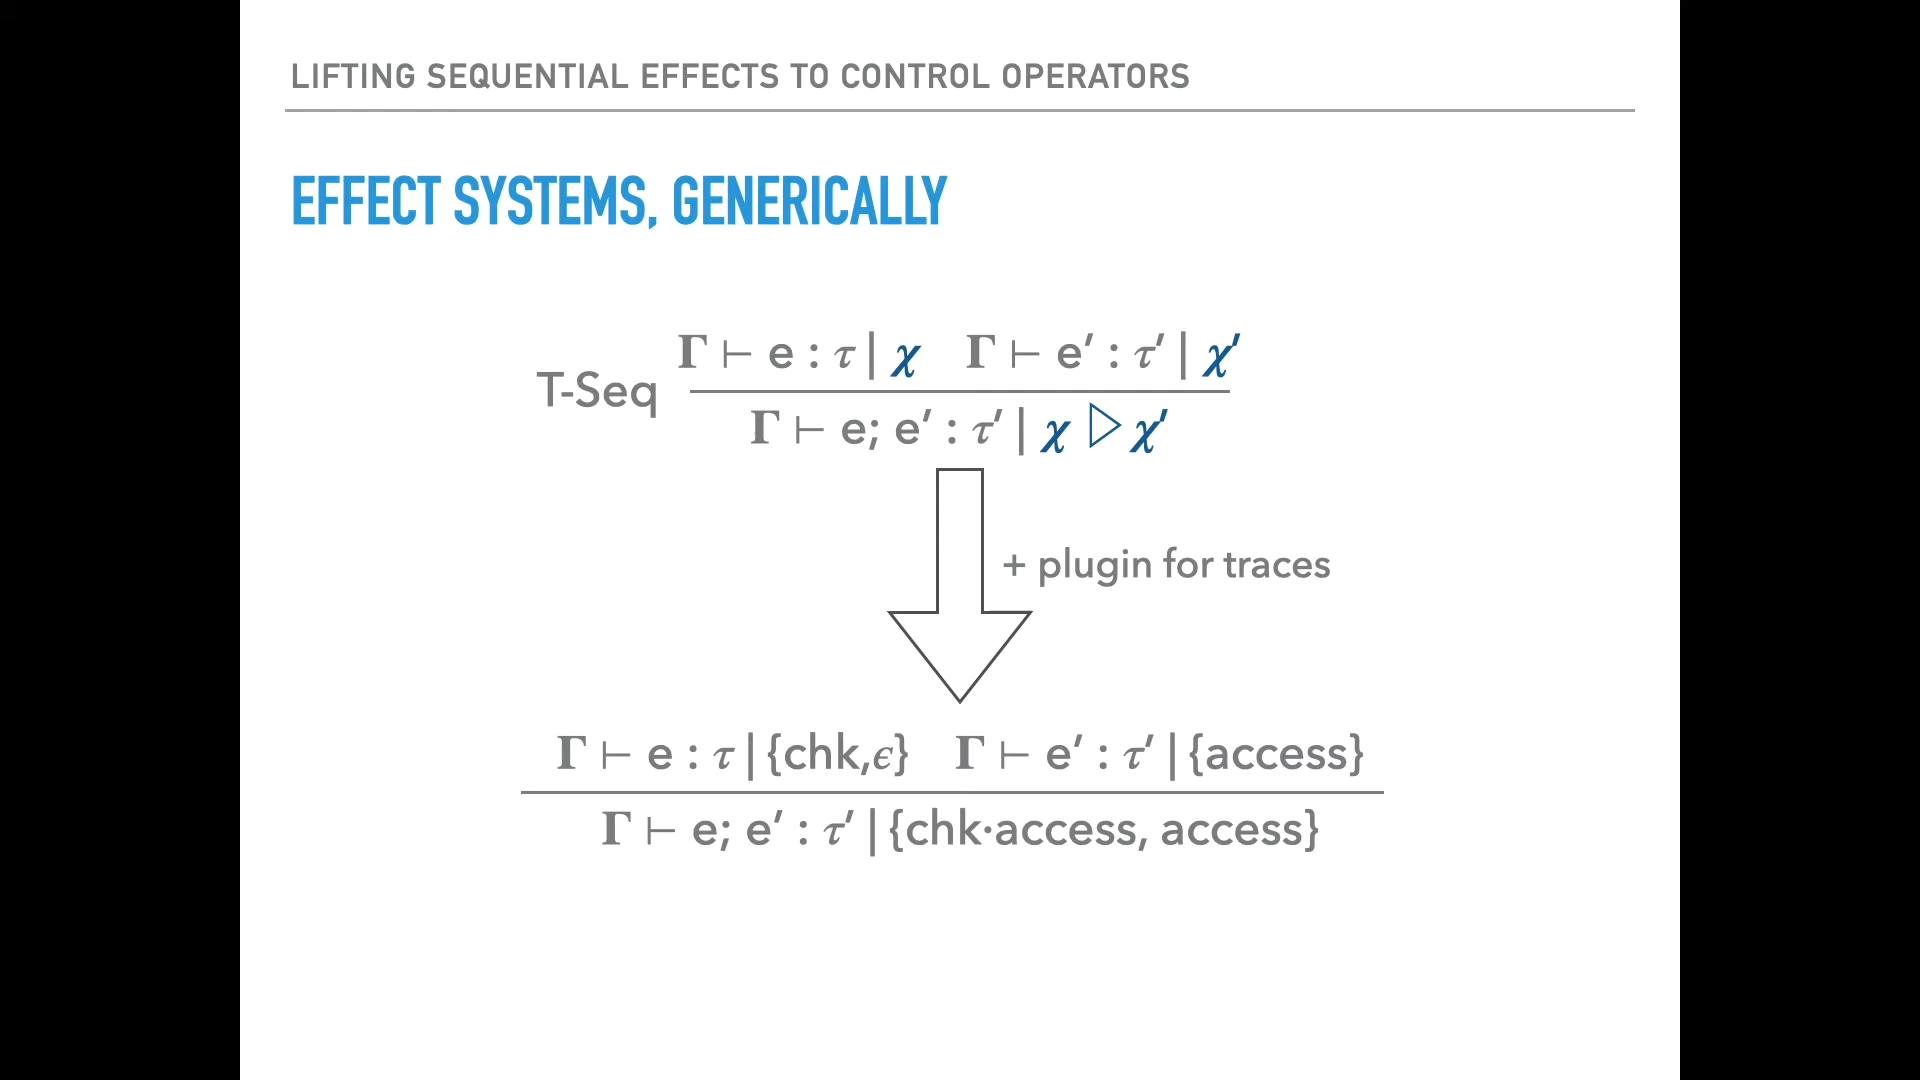 LIFTING SEQUENTIAL EFFECTS TO CONTROL OPERATORS
EFFECT SYSTEMS, GENERICALLY
Γ ⊢ e : τ | χ Γ ⊢ e′ : τ′ | χ′
T-Seq
Γ ⊢ e; e′ : τ′ | χ ▷ χ′
+ plugin for traces
Γ ⊢ e : τ | {chk,ϵ} Γ ⊢ e′ : τ′ | {access}
Γ ⊢ e; e′ : τ′ | {chk·access, access}